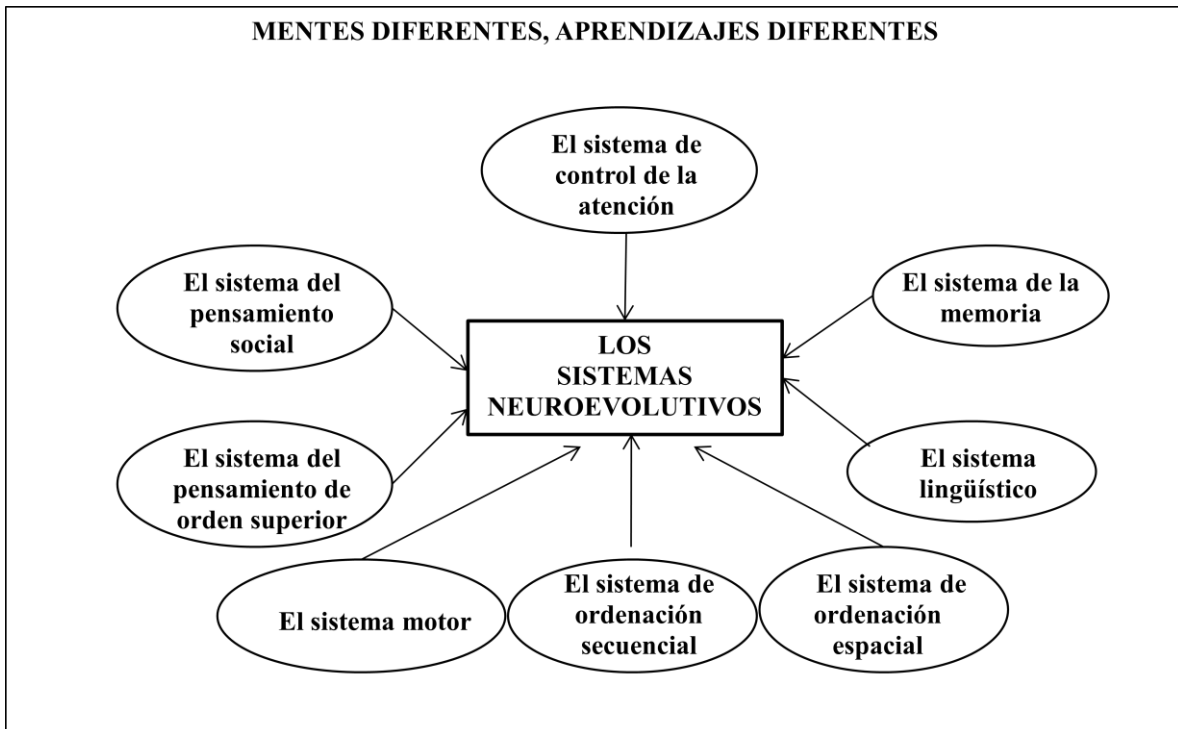 MENTES DIFERENTES, APRENDIZAJES DIFERENTES
El sistema de
control de la
atención
El sistema del
pensamiento
social
El sistema de la
memoria
LOS
SISTEMAS
NEUROEVOLUTIVOS
El sistema del
pensamiento de
orden superior
El sistema
lingüístico
El sistema motor
El sistema de
ordenación
secuencial
El sistema de
ordenación
espacial